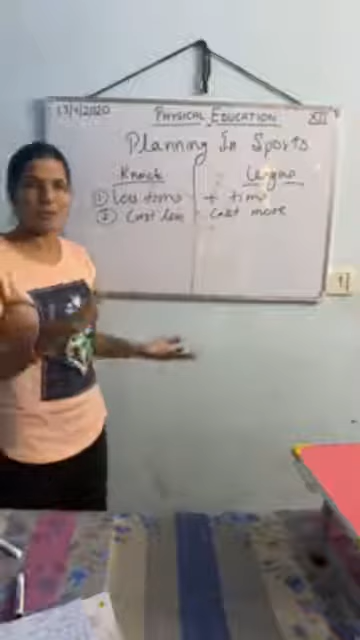 13/4/2020 PHYSICAL EDUCATION XII
Planning In Sports
Knock League
① less time + time
② Cost less - Cost more